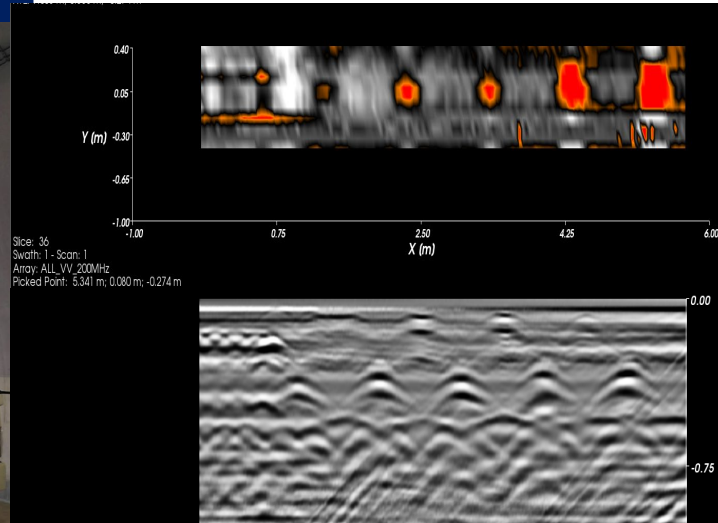 0.40
0.05
Y (m)
-0.30
-0.65
-1.00
-1.00
0.75
2.50
4.25
6.00
X (m)
Slice: 36
Swath: 1 - Scan: 1
Array: ALL_VV_200MHz
Picked Point: 5.341 m; 0.080 m; -0.274 m
0.00
-0.75